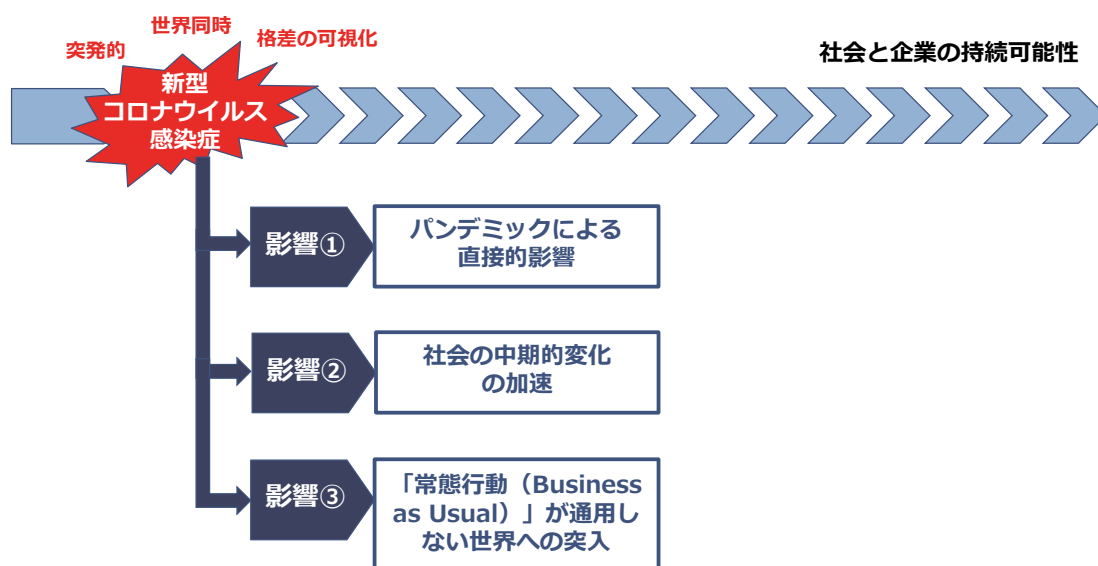 世界同時
突発的
格差の可視化
社会と企業の持続可能性
新型
コロナウイルス
感染症
影響①
パンデミックによる
直接的影響
影響②
社会の中期的変化
の加速
影響③
「常態行動（Business
as Usual）」が通用し
ない世界への突入